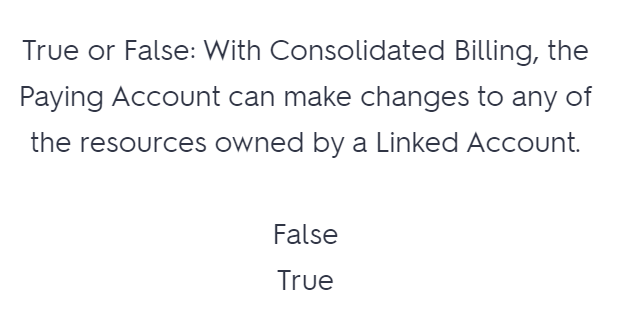 True or False: With Consolidated Billing, the
Paying Account can make changes to any of
the resources owned by a Linked Account.
False
True